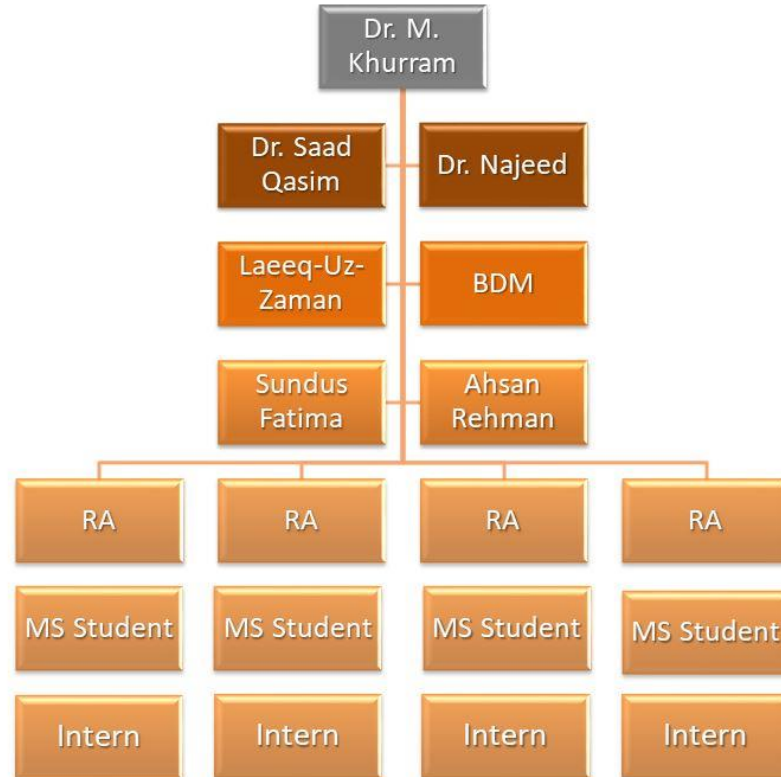 Dr. M.
Khurram
Dr. Saad
Qasim
Dr. Najeed
Laeeq-Uz-
Zaman
BDM
Sundus
Fatima
Ahsan
Rehman
RA
RA
RA
RA
MS Student
MS Student
MS Student
MS Student
Intern
Intern
Intern
Intern